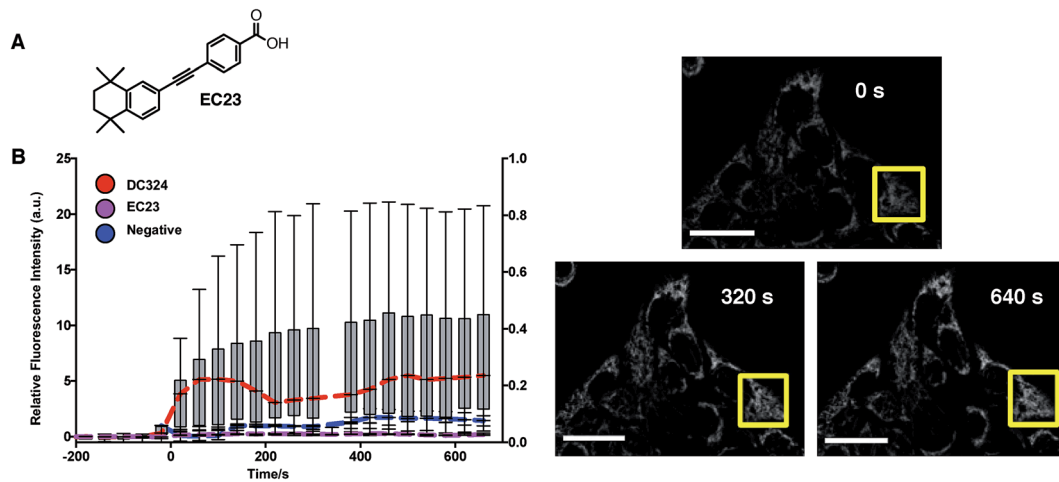 A
O
OH
EC23
B
Relative Fluorescence Intensity (a.u.)
25
20
15
10
5
0
1.0
0.8
0.6
0.4
0.2
0.0
DC324
EC23
Negative
-200
0
200
400
600
Time/s
0 s
320 s
640 s